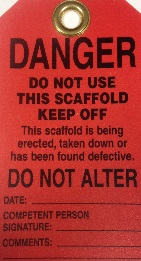 DANGER
DO NOT USE
THIS SCAFFOLD
KEEP OFF
This scaffold is being
erected, taken down or
has been found defective.
DO NOT ALTER
DATE:
COMPETENT PERSON
SIGNATURE:
COMMENTS: